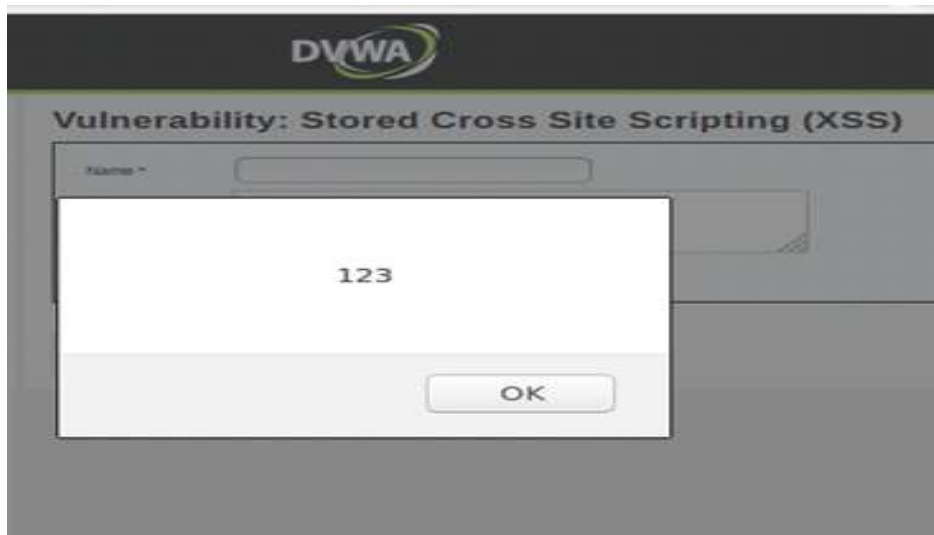 DVWA
Vulnerability: Stored Cross Site Scripting (XSS)
Name *
123
OK